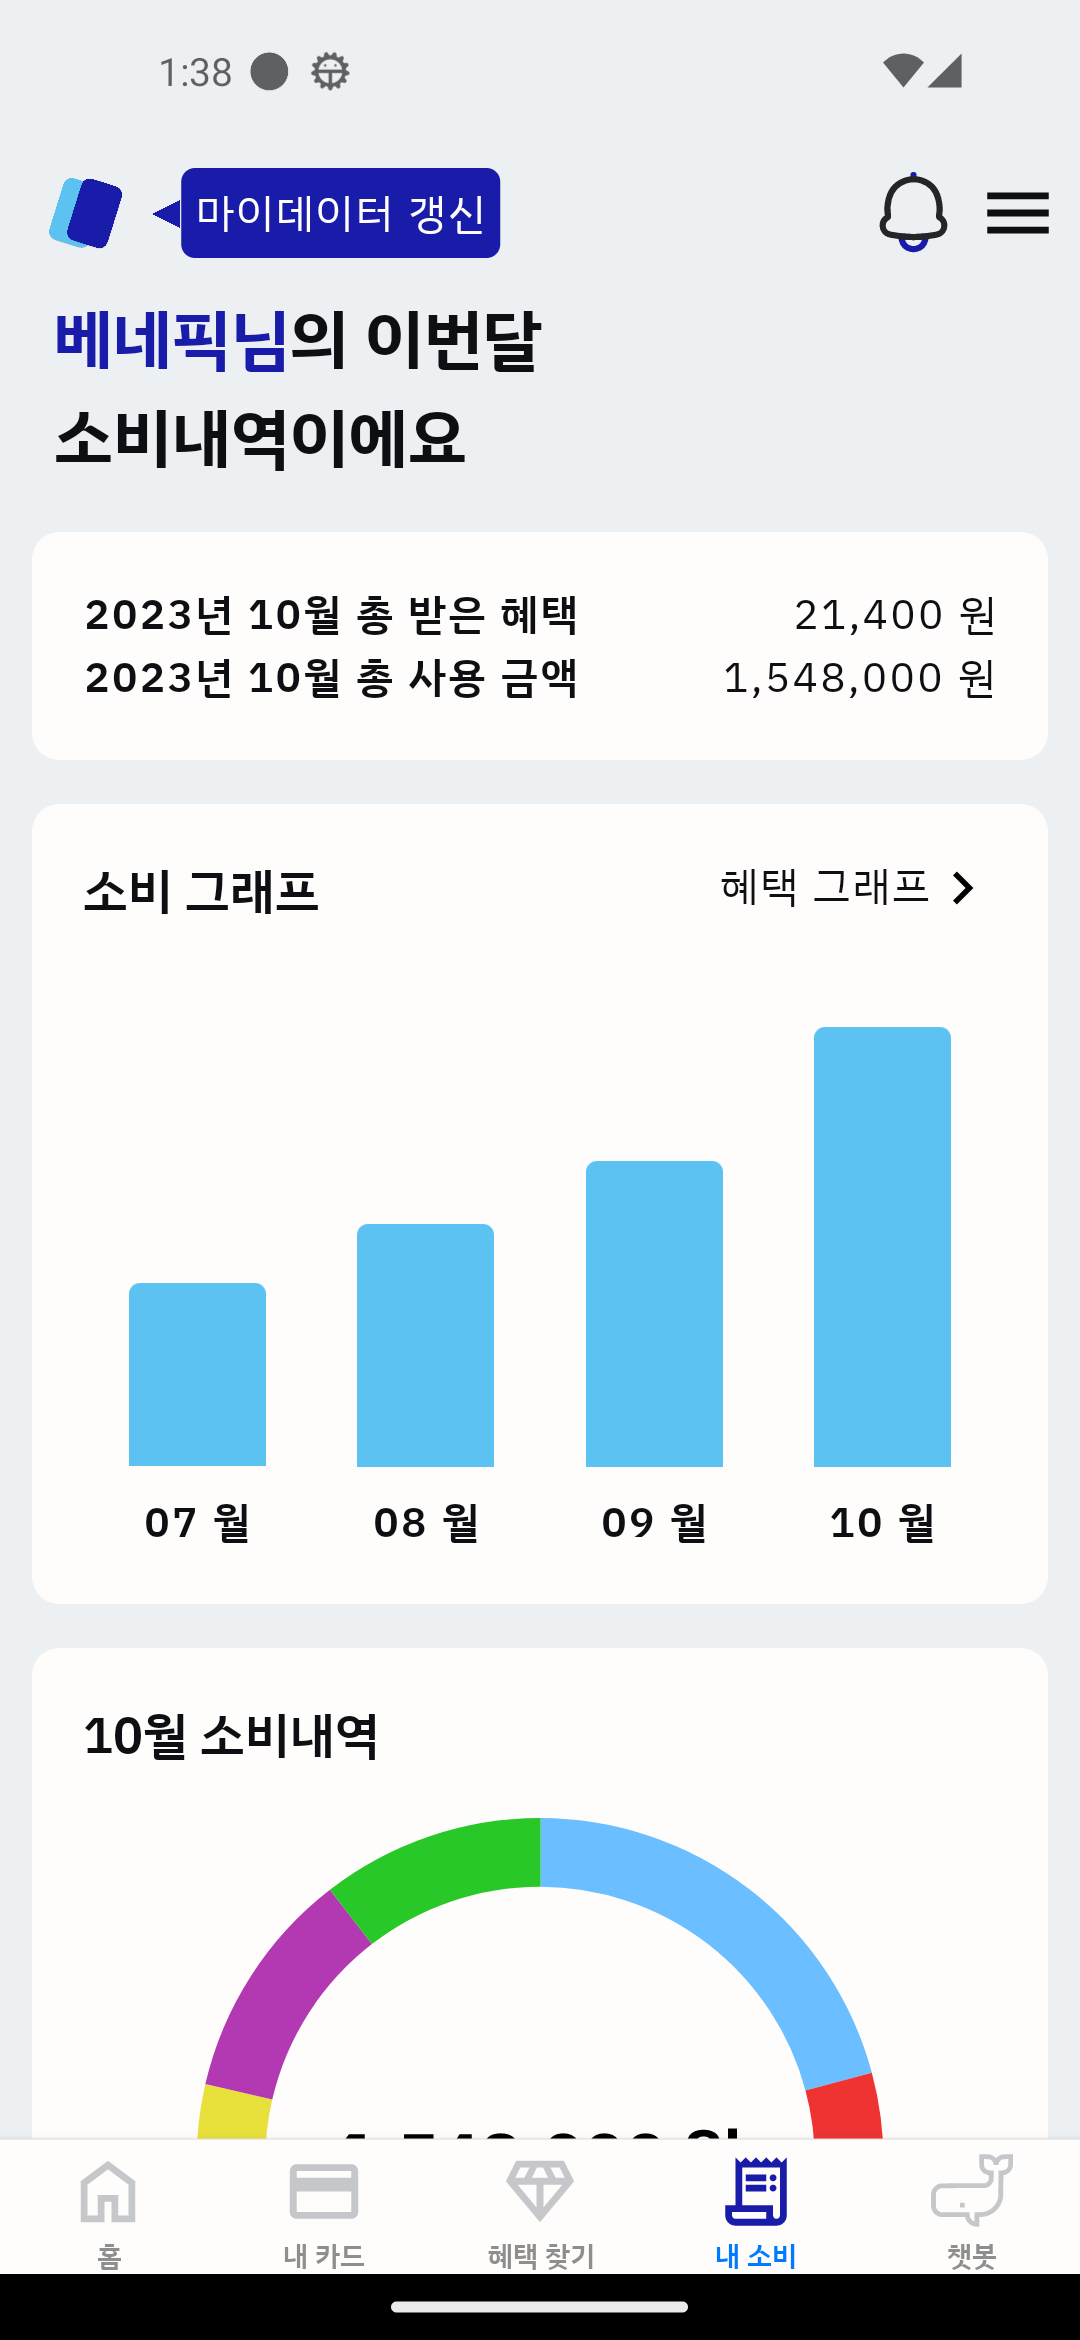 1:38
마이데이터 갱신
베네픽님의 이번달
소비내역이에요
2023년 10월 총 받은 혜택 21,400 원
2023년 10월 총 사용 금액 1,548,000 원
소비 그래프 혜택 그래프
07 월 08 월 09 월 10 월
10월 소비내역
홈 내 카드 혜택 찾기 내 소비 챗봇